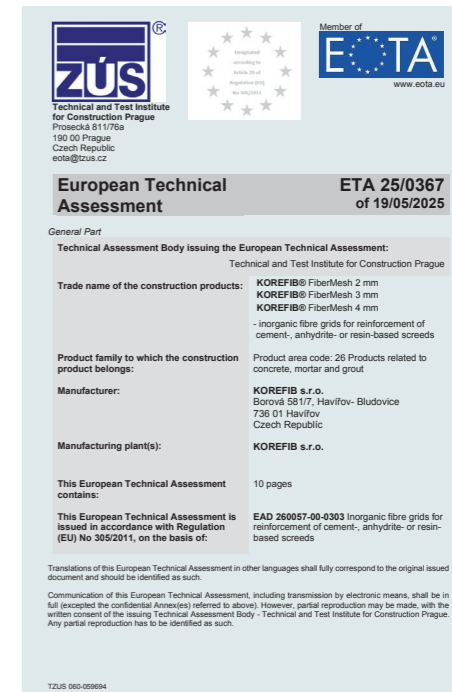 ZÚS
®
Designated
according to
Article 29 of
Regulation (EU)
No 305/2011
Member of
EOTA
www.eota.eu
Technical and Test Institute
for Construction Prague
Prosecká 811/76a
190 00 Prague
Czech Republic
eota@tzus.cz
European Technical
Assessment
ETA 25/0367
of 19/05/2025
General Part
Technical Assessment Body issuing the European Technical Assessment:
Technical and Test Institute for Construction Prague
Trade name of the construction products:
KOREFIB® FiberMesh 2 mm
KOREFIB® FiberMesh 3 mm
KOREFIB® FiberMesh 4 mm
- inorganic fibre grids for reinforcement of
cement-, anhydrite- or resin-based screeds
Product family to which the construction
product belongs:
Product area code: 26 Products related to
concrete, mortar and grout
Manufacturer:
KOREFIB s.r.o.
Borová 581/7, Havířov- Bludovice
736 01 Havířov
Czech Republic
Manufacturing plant(s):
KOREFIB s.r.o.
This European Technical Assessment
contains:
10 pages
This European Technical Assessment is
issued in accordance with Regulation
(EU) No 305/2011, on the basis of:
EAD 260057-00-0303 Inorganic fibre grids for
reinforcement of cement-, anhydrite- or resin-
based screeds
Translations of this European Technical Assessment in other languages shall fully correspond to the original issued
document and should be identified as such.
Communication of this European Technical Assessment, including transmission by electronic means, shall be in
full (excepted the confidential Annex(es) referred to above). However, partial reproduction may be made, with the
written consent of the issuing Technical Assessment Body - Technical and Test Institute for Construction Prague.
Any partial reproduction has to be identified as such.
TZUS 060-059694